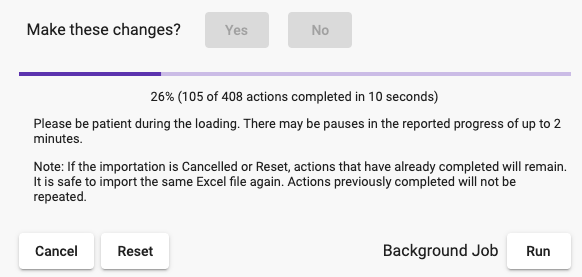 Make these changes? Yes No
26% (105 of 408 actions completed in 10 seconds)
Please be patient during the loading. There may be pauses in the reported progress of up to 2
minutes.
Note: If the importation is Cancelled or Reset, actions that have already completed will remain.
It is safe to import the same Excel file again. Actions previously completed will not be
repeated.
Cancel Reset Background Job Run